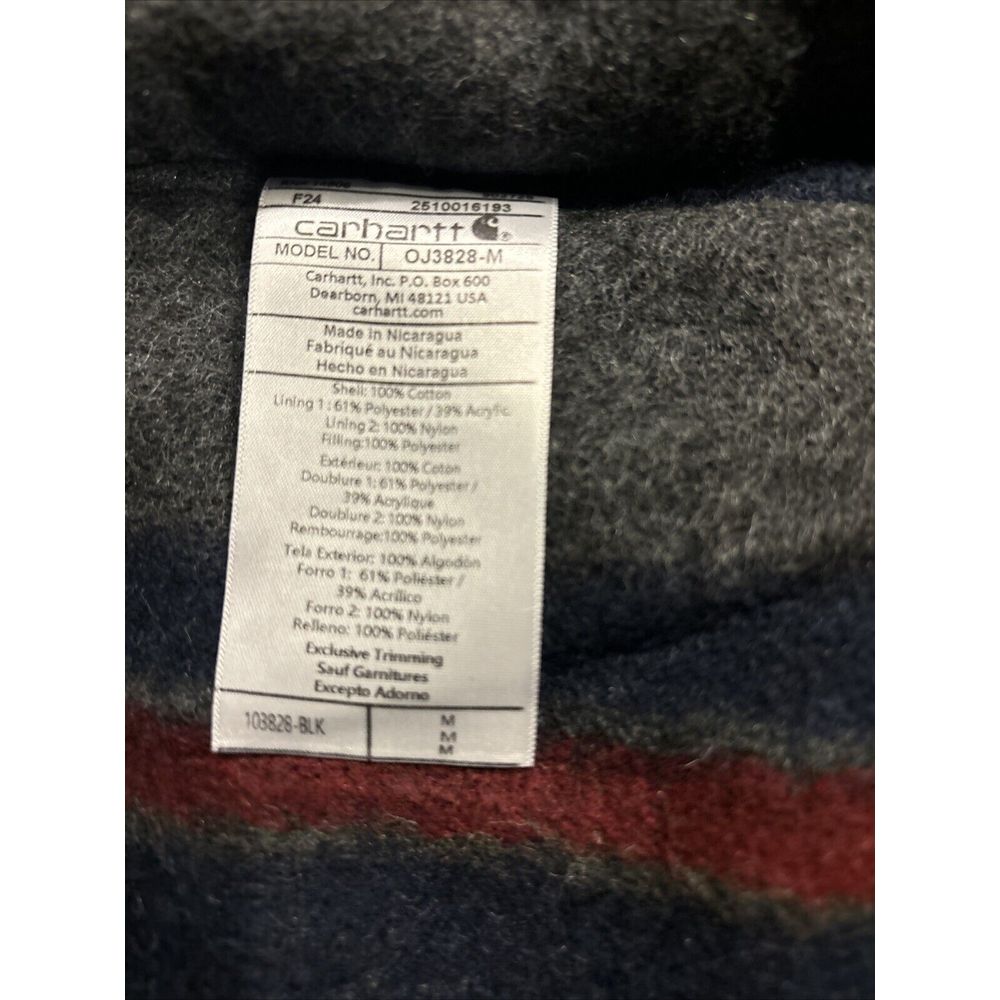 F24
2510016193
carhartt ®
MODEL NO. OJ3828-M
Carhartt, Inc. P.O. Box 600
Dearborn, MI 48121 USA
carhartt.com
Made in Nicaragua
Fabriqué au Nicaragua
Hecho en Nicaragua
Shell: 100% Cotton
Lining 1 : 61% Polyester / 39% Acrylic
Lining 2: 100% Nylon
Filling:100% Polyester
Extérieur: 100% Coton
Doublure 1: 61% Polyester /
39% Acrylique
Doublure 2: 100% Nylon
Rembourrage:100% Polyester
Tela Exterior: 100% Algodón
Forro 1: 61% Poliéster /
39% Acrílico
Forro 2: 100% Nylon
Relleno: 100% Poliéster
Exclusive Trimming
Sauf Garnitures
Excepto Adorno
103828-BLK
M
M
M